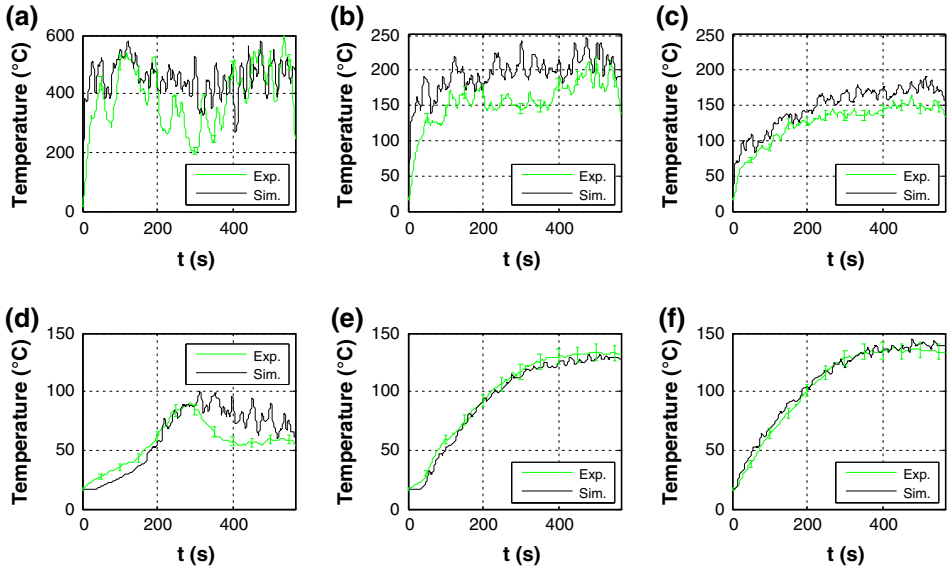 (a)
Temperature (°C)
600
400
200
0
0 200 400
t (s)
Exp.
Sim.
(b)
Temperature (°C)
250
200
150
100
50
0
0 200 400
t (s)
Exp.
Sim.
(c)
Temperature (°C)
250
200
150
100
50
0
0 200 400
t (s)
Exp.
Sim.
(d)
Temperature (°C)
150
100
50
0
0 200 400
t (s)
Exp.
Sim.
(e)
Temperature (°C)
150
100
50
0
0 200 400
t (s)
Exp.
Sim.
(f)
Temperature (°C)
150
100
50
0
0 200 400
t (s)
Exp.
Sim.